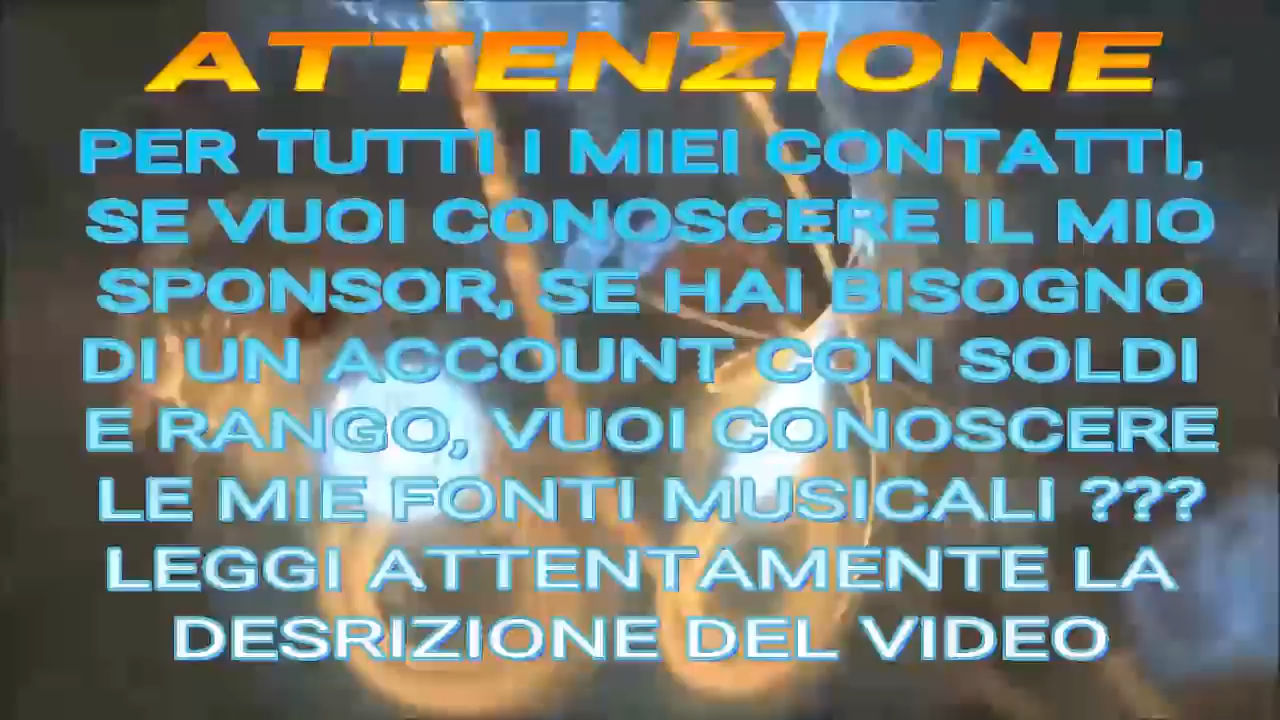 ATTENZIONE
PER TUTTI I MIEI CONTATTI,
SE VUOI CONOSCERE IL MIO
SPONSOR, SE HAI BISOGNO
DI UN ACCOUNT CON SOLDI
E RANGO, VUOI CONOSCERE
LE MIE FONTI MUSICALI ???
LEGGI ATTENTAMENTE LA
DESRIZIONE DEL VIDEO